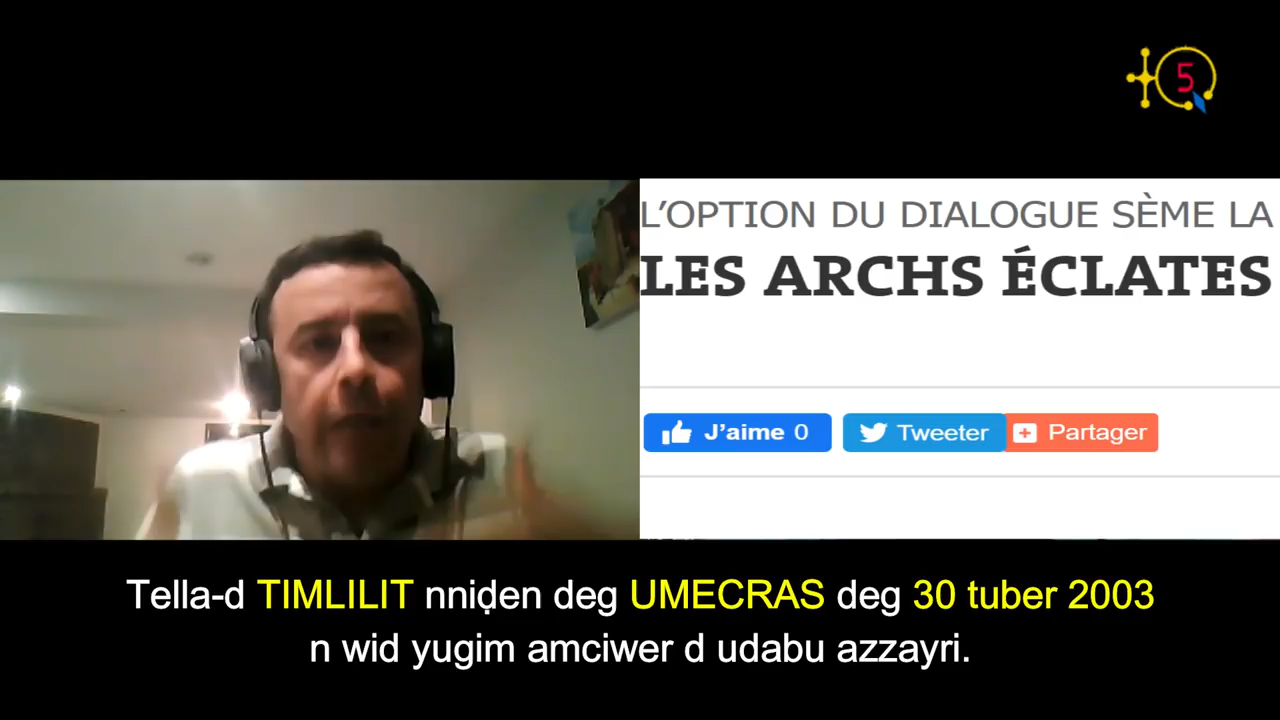 5
L'OPTION DU DIALOGUE SÈME LA
LES ARCHS ÉCLATES
J'aime 0
Tweeter
Partager
Tella-d TIMLILIT nniḍen deg UMECRAS deg 30 tuber 2003
n wid yugim amciwer d udabu azzayri.